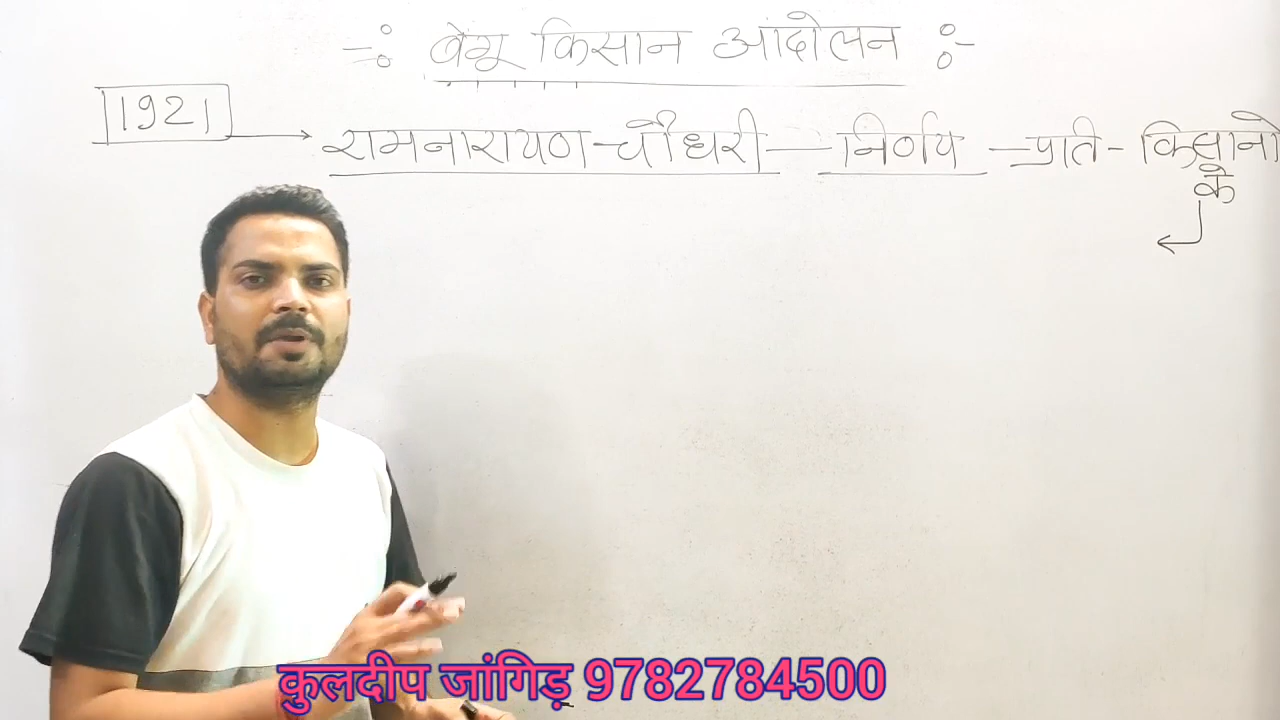 -: बेगू किसान आंदोलन :-
1921 → रामनारायण-चौधरी — निर्णय — प्रति - किसानो
के
कुलदीप जांगिड़ 9782784500